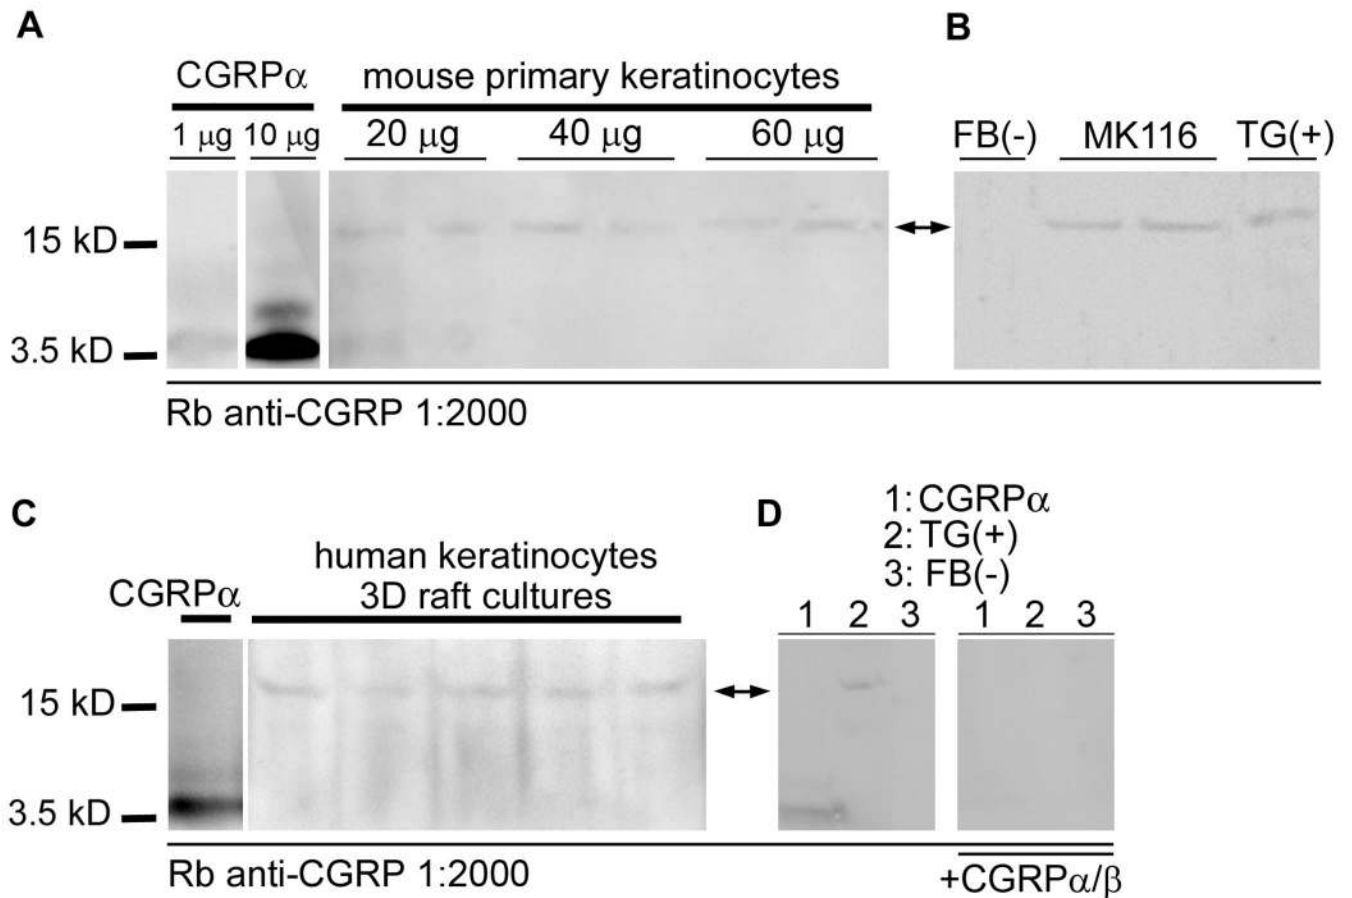 A
B
CGRPα
mouse primary keratinocytes
1 μg 10 μg
20 μg
40 μg
60 μg
FB(-)
MK116
TG(+)
15 kD
3.5 kD
Rb anti-CGRP 1:2000
C
D
1: CGRPα
2: TG(+)
3: FB(-)
human keratinocytes
3D raft cultures
CGRPα
1 2 3
1 2 3
15 kD
3.5 kD
Rb anti-CGRP 1:2000
+CGRPα/β